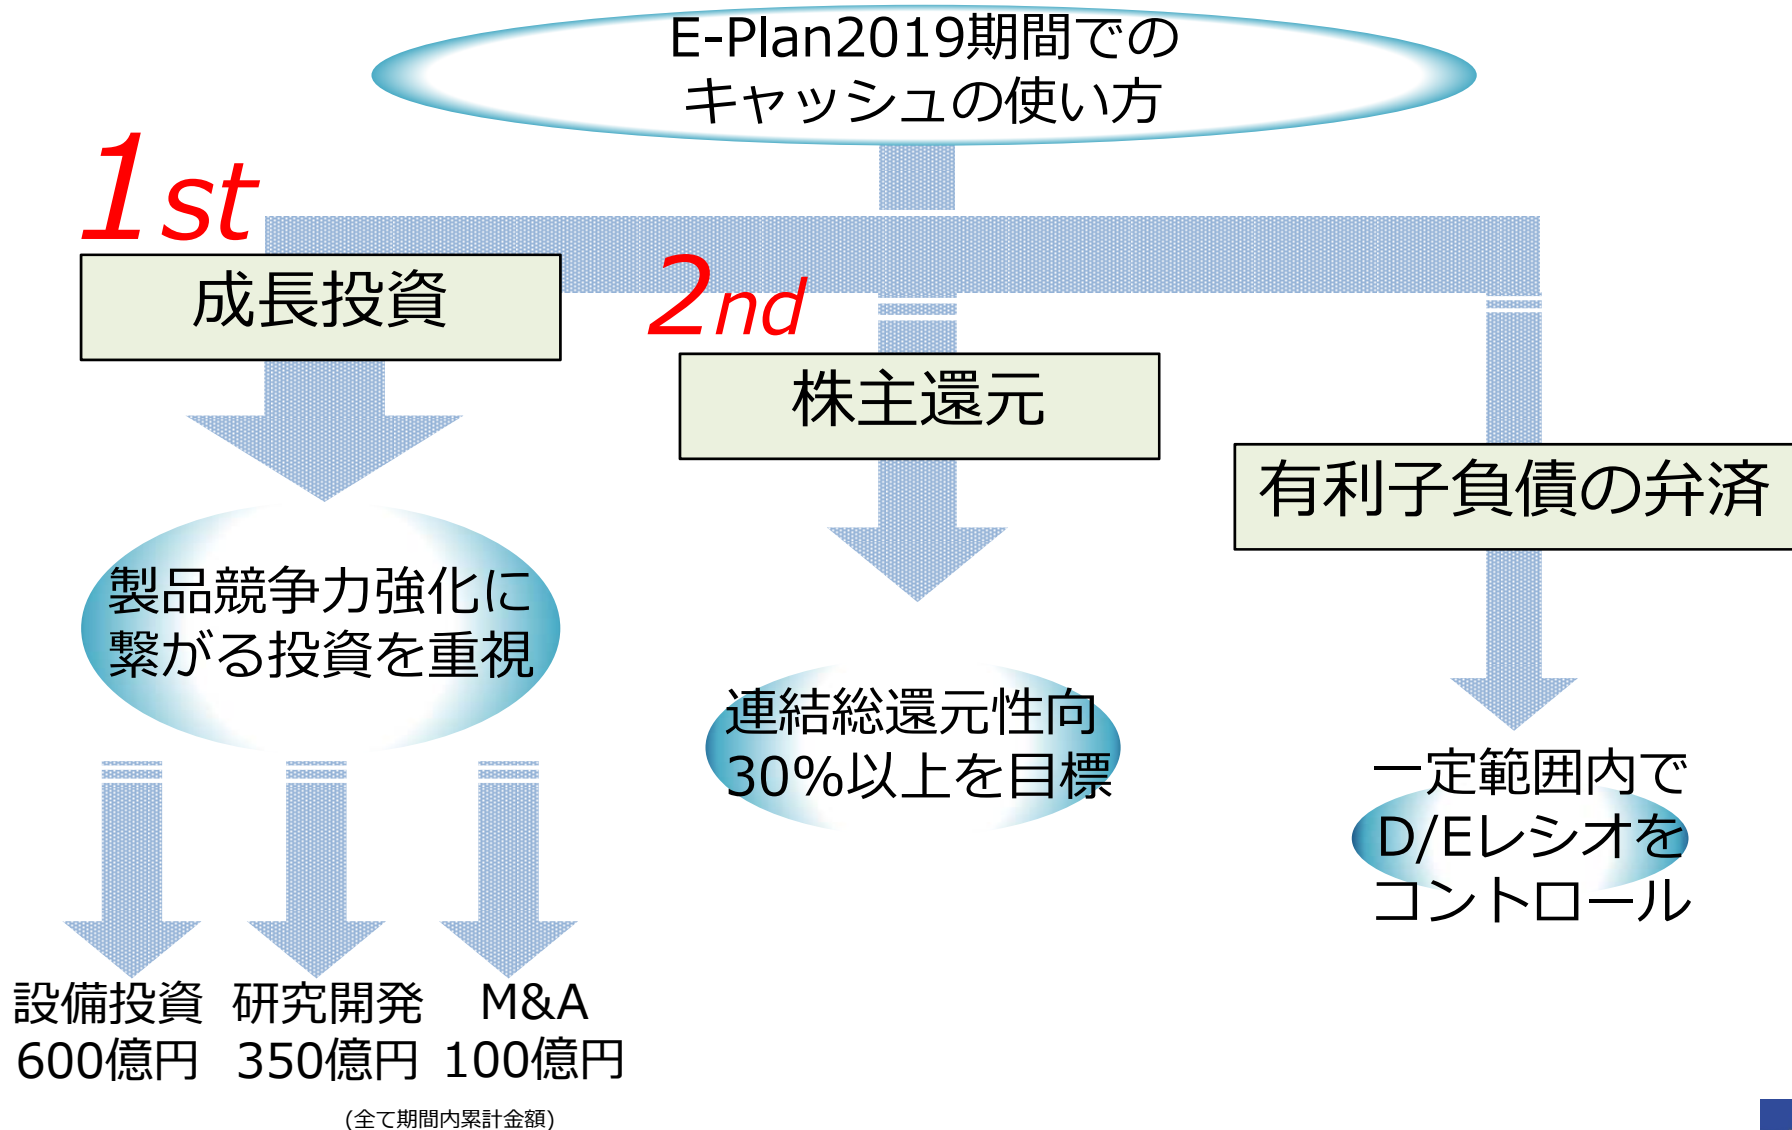 E-Plan2019期間での
キャッシュの使い方
1st
成長投資
2nd
株主還元
有利子負債の弁済
製品競争力強化に
繋がる投資を重視
連結総還元性向
30%以上を目標
一定範囲内で
D/Eレシオを
コントロール
設備投資
600億円
研究開発
350億円
M&A
100億円
(全て期間内累計金額)